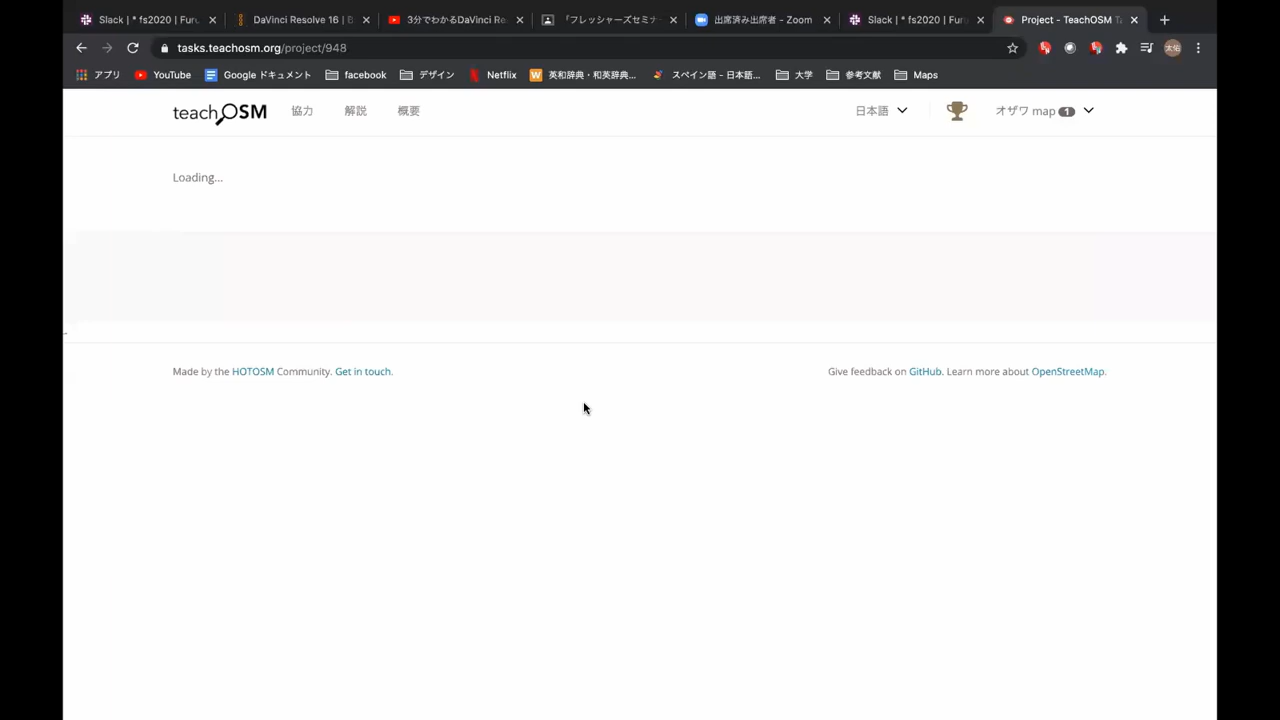 Slack | * fs2020 | Furu
DaVinci Resolve 16 | B
3分でわかるDaVinci Re
「フレッシャーズセミナ
出席済み出席者 - Zoom
Slack | * fs2020 | Furu
Project - TeachOSM T
tasks.teachosm.org/project/948
アプリ
YouTube
Google ドキュメント
facebook
デザイン
Netflix
英和辞典・和英辞典...
スペイン語 - 日本語...
大学
参考文献
Maps
teachOSM
協力
解説
概要
日本語
オザワ map 1
Loading...
Made by the HOTOSM Community. Get in touch.
Give feedback on GitHub. Learn more about OpenStreetMap.